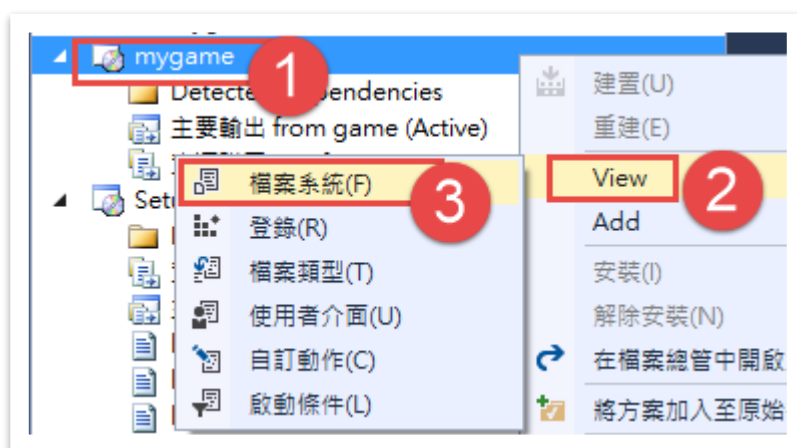 mygame
1
Detec
endencies
建置(U)
主要輸出 from game (Active)
重建(E)
檔案系統(F)
3
View
2
Set
登錄(R)
Add
檔案類型(T)
安裝(I)
使用者介面(U)
解除安裝(N)
自訂動作(C)
在檔案總管中開啟
啟動條件(L)
將方案加入至原始